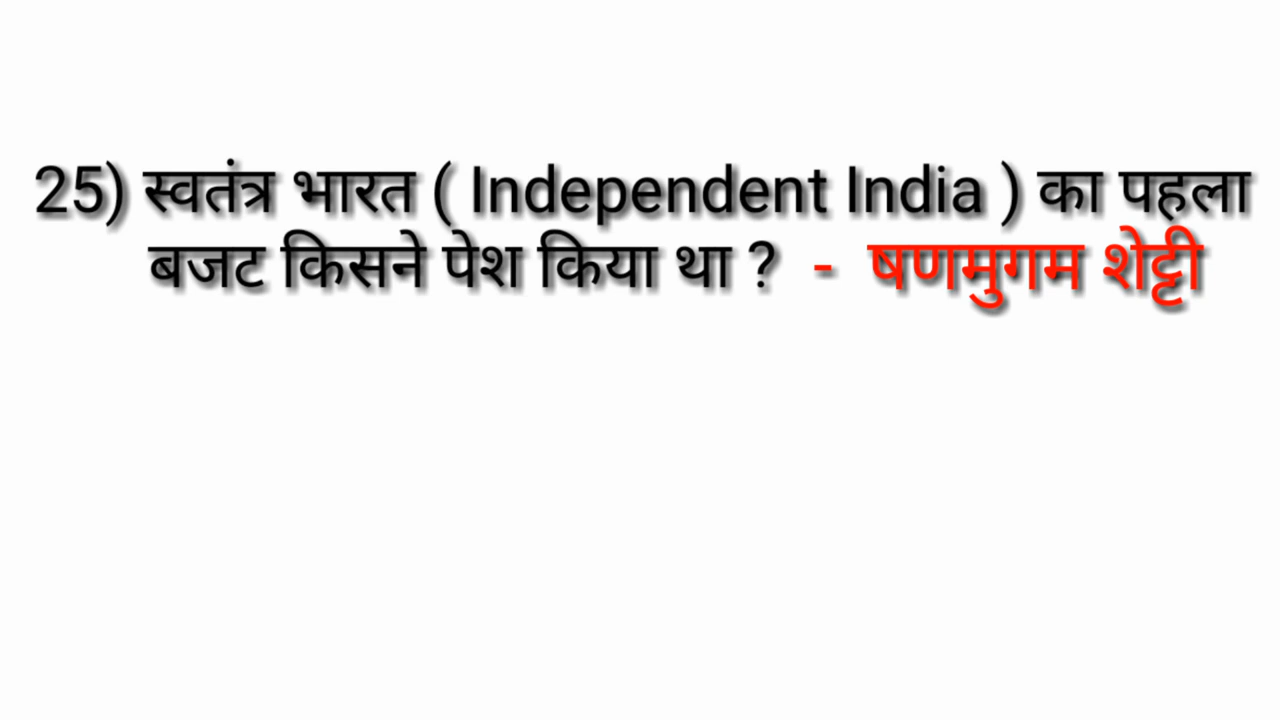 25) स्वतंत्र भारत ( Independent India ) का पहला
बजट किसने पेश किया था ? - षणमुगम शेट्टी